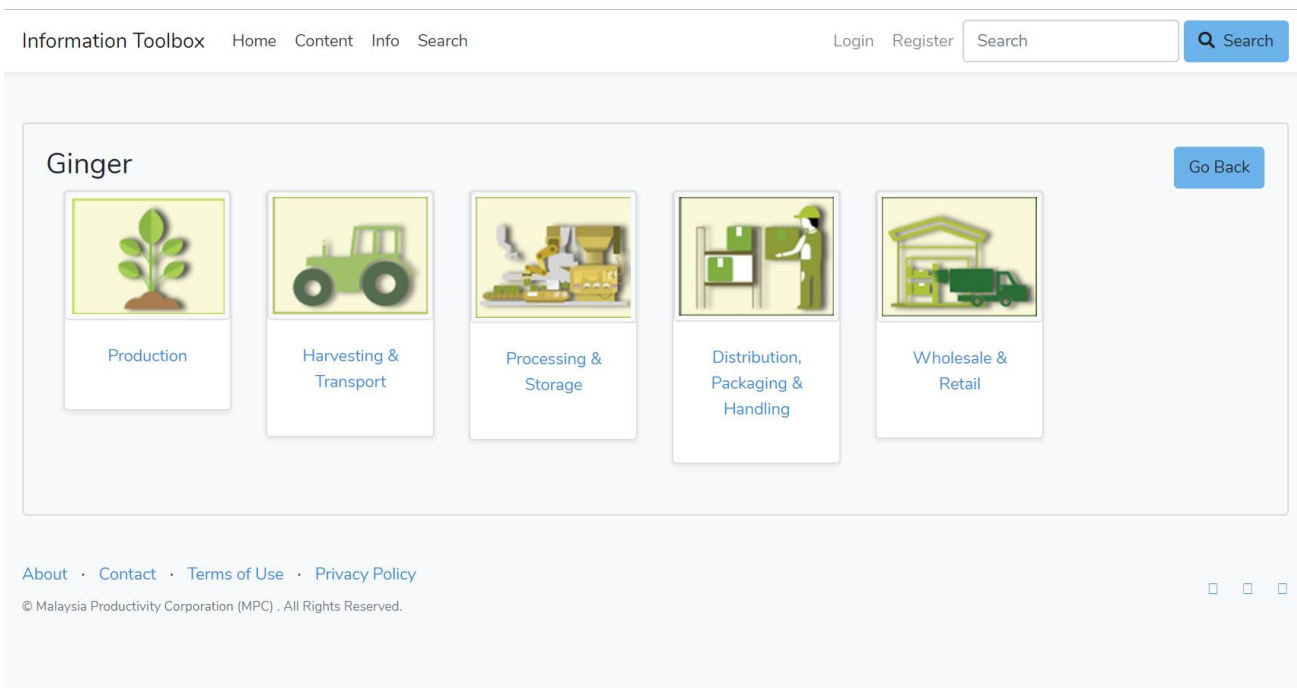 Information Toolbox Home Content Info Search Login Register Search Search
Ginger
Go Back
Production
Harvesting &
Transport
Processing &
Storage
Distribution,
Packaging &
Handling
Wholesale &
Retail
About · Contact · Terms of Use · Privacy Policy
© Malaysia Productivity Corporation (MPC) . All Rights Reserved.